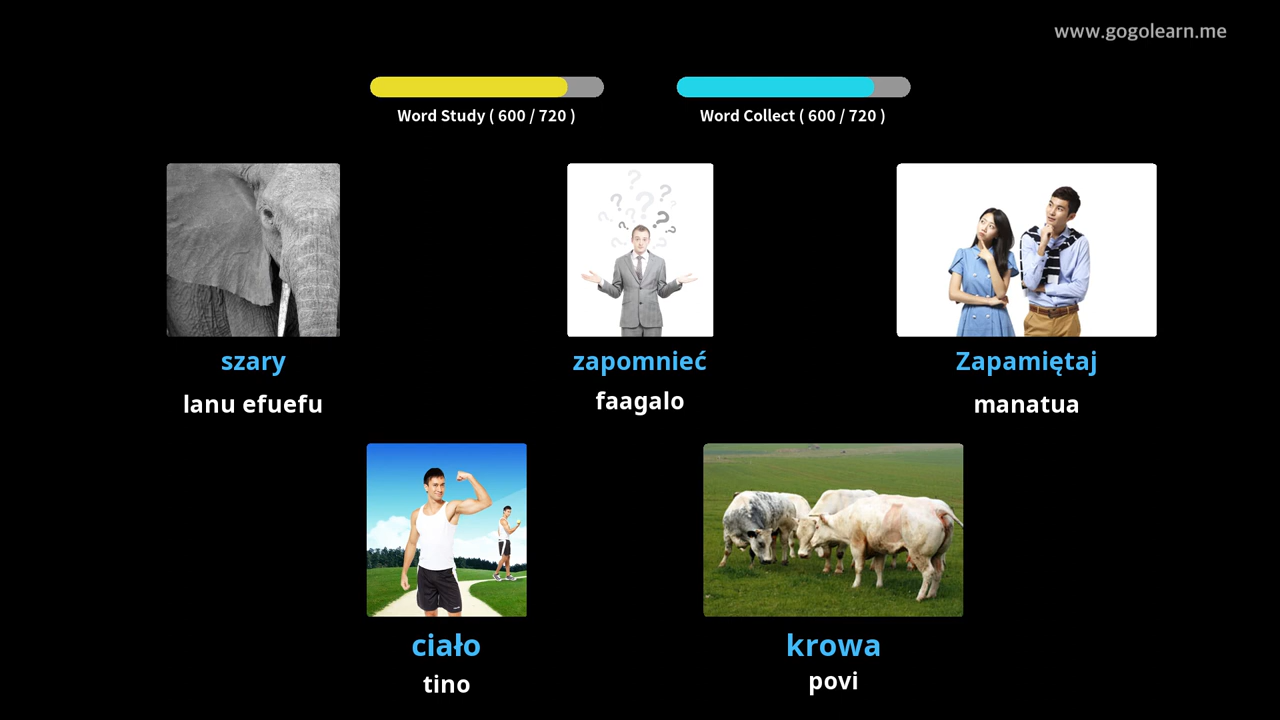 www.gogolearn.me
Word Study ( 600 / 720 )
Word Collect ( 600 / 720 )
szary
zapomnieć
Zapamiętaj
lanu efuefu
faagalo
manatua
ciało
krowa
tino
povi